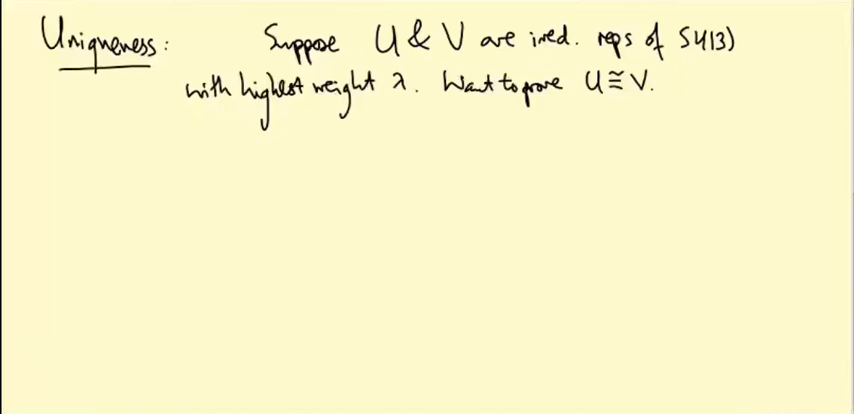 Uniqueness: Suppose U & V are irred. reps of SU(3)
with highest weight λ. Want to prove U ≅ V.